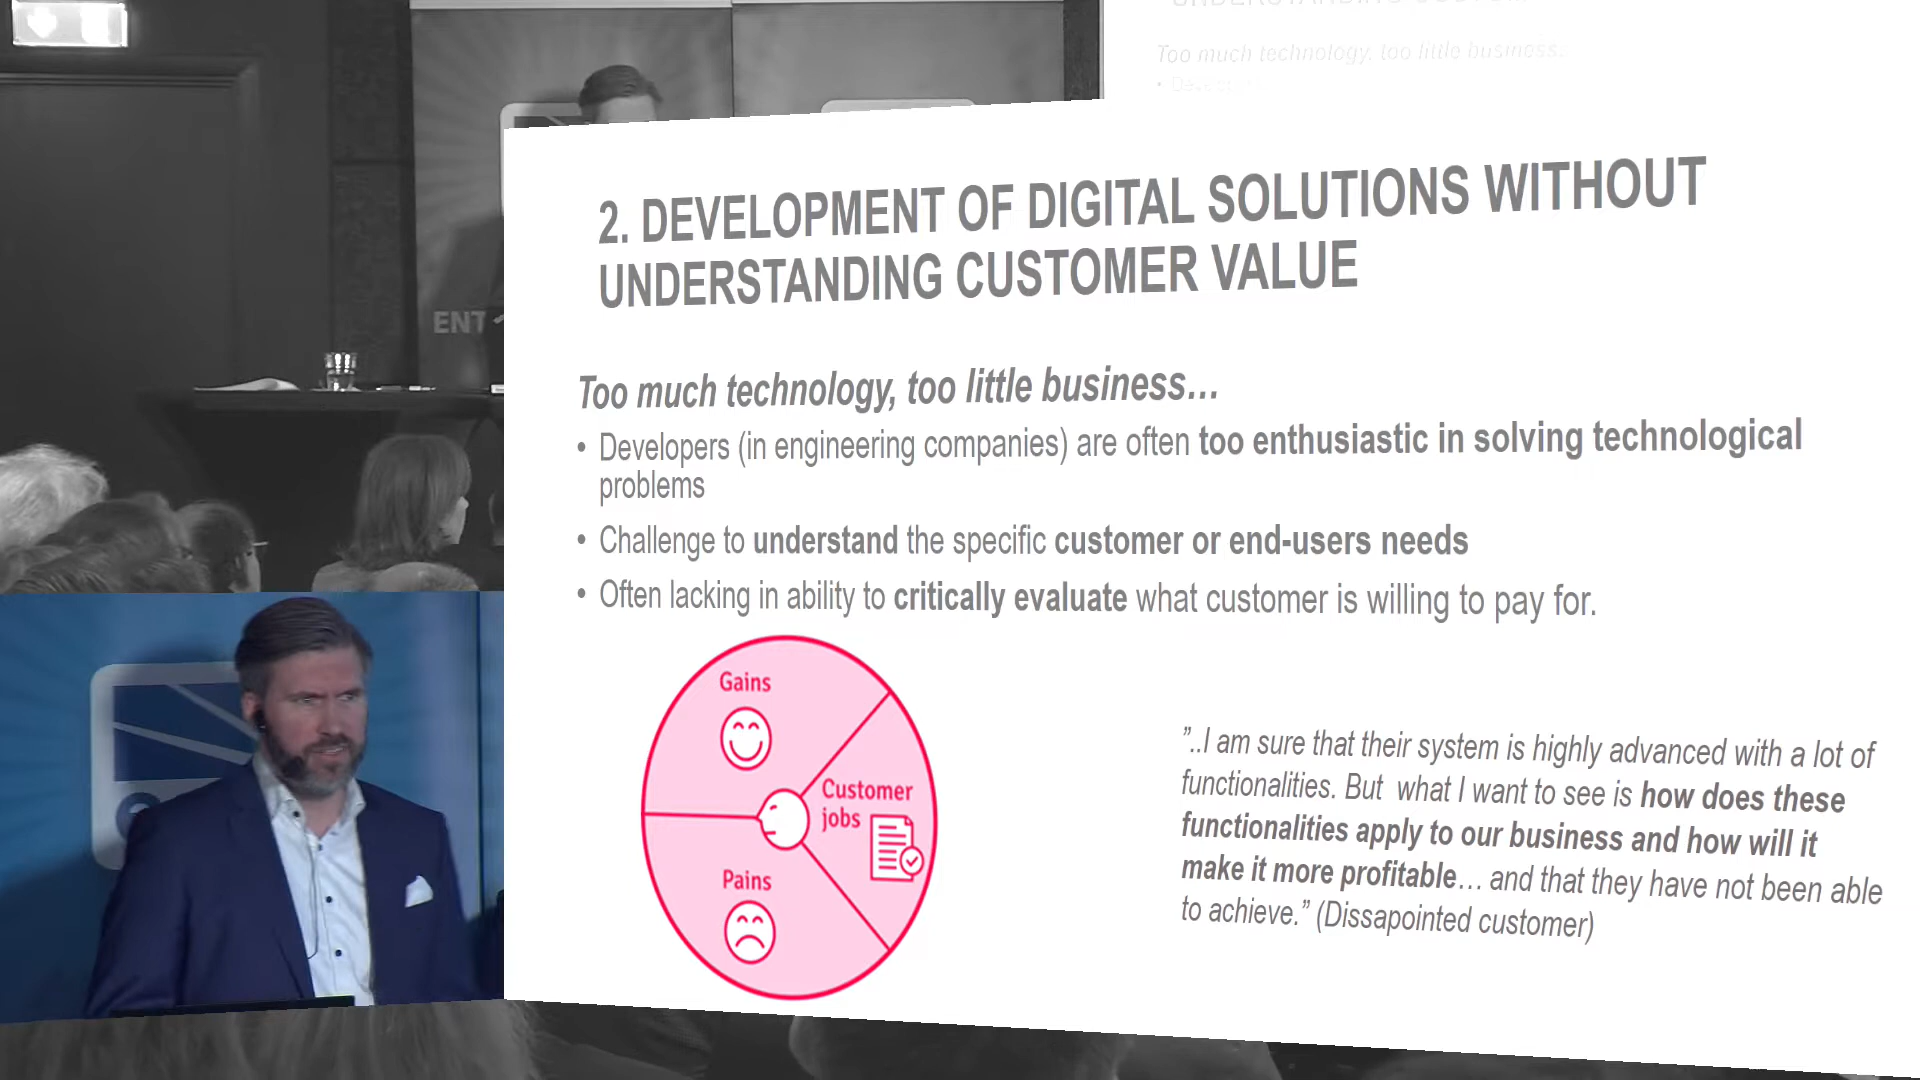 UNDERSTANDING
Too much technology, too little business…
ENT
2. DEVELOPMENT OF DIGITAL SOLUTIONS WITHOUT
UNDERSTANDING CUSTOMER VALUE
Too much technology, too little business…
• Developers (in engineering companies) are often too enthusiastic in solving technological
problems
• Challenge to understand the specific customer or end-users needs
• Often lacking in ability to critically evaluate what customer is willing to pay for.
Gains
Customer
jobs
Pains
”..I am sure that their system is highly advanced with a lot of
functionalities. But what I want to see is how does these
functionalities apply to our business and how will it
make it more profitable… and that they have not been able
to achieve.” (Dissapointed customer)